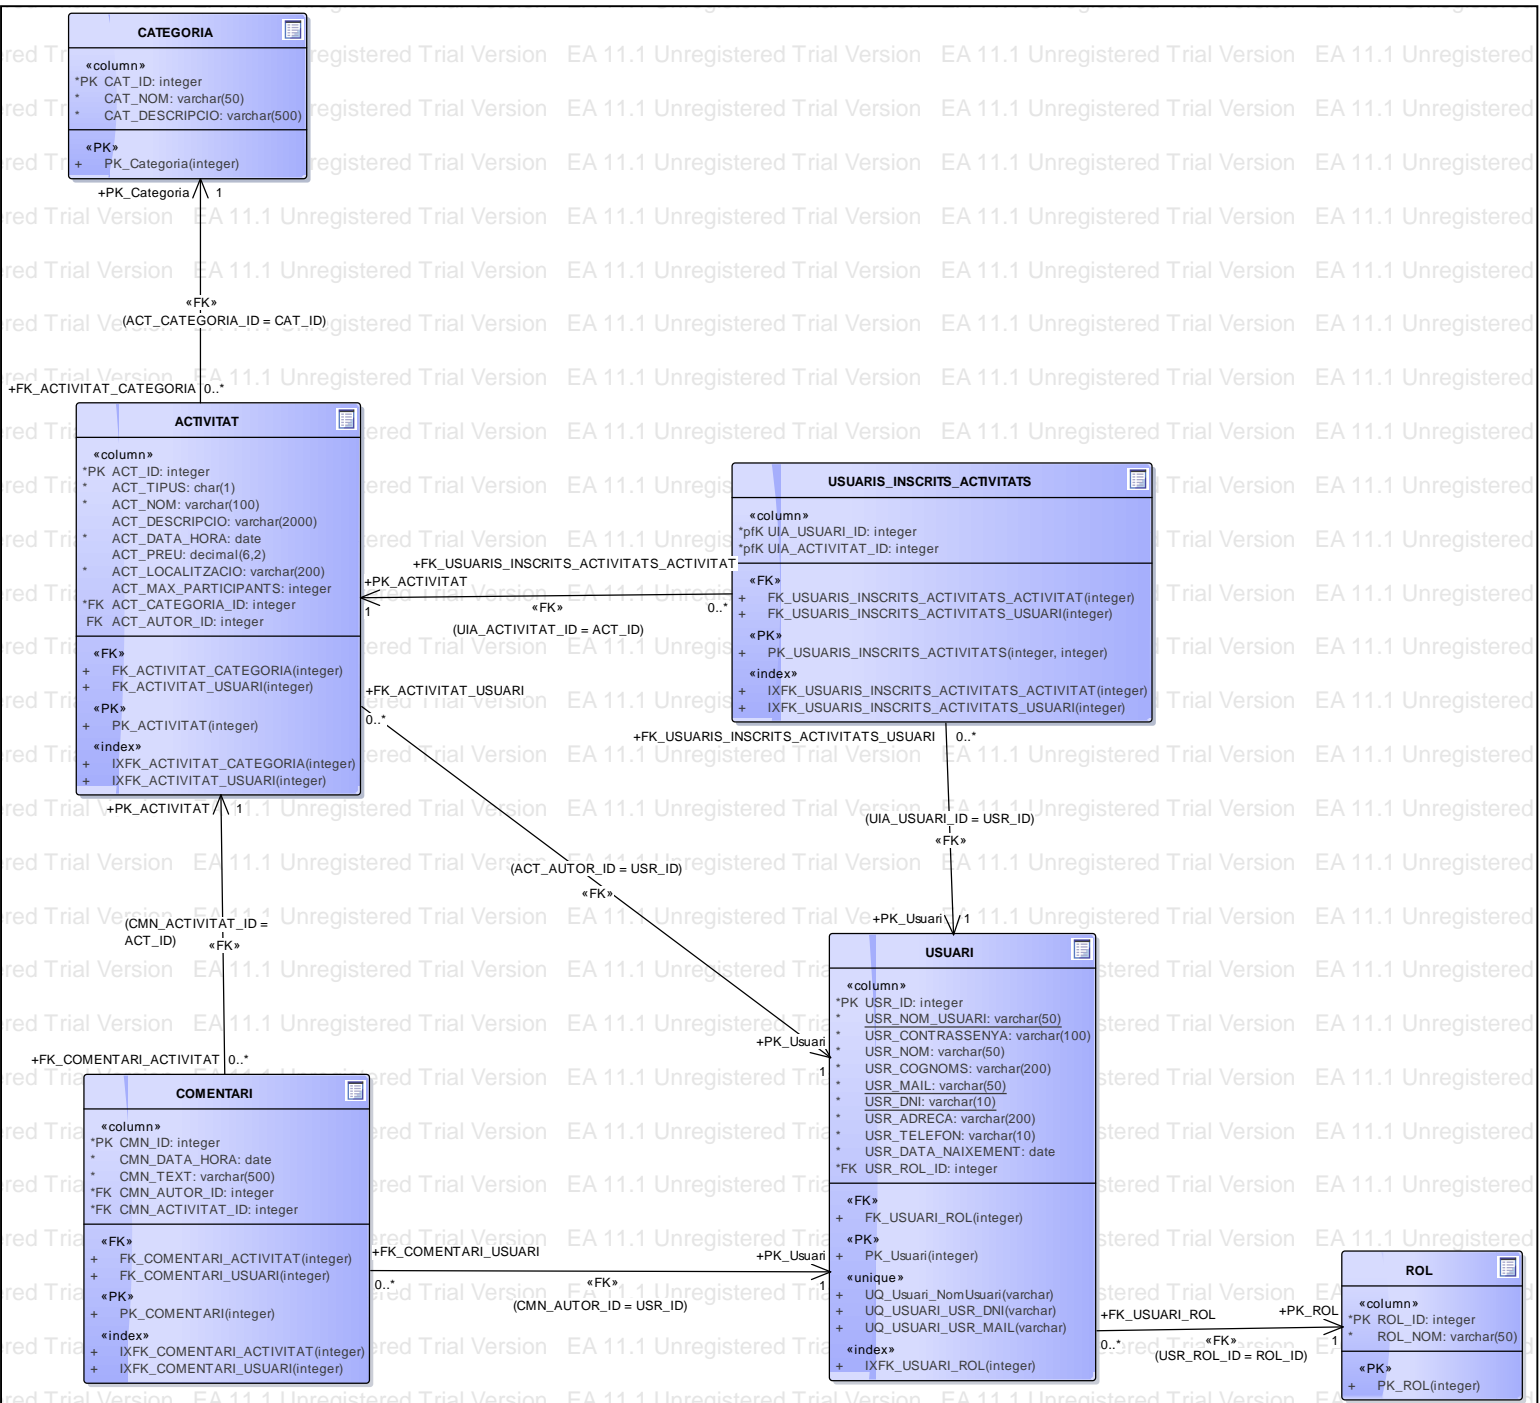 CATEGORIA
«column»
*PK CAT_ID: integer
* CAT_NOM: varchar(50)
* CAT_DESCRIPCIO: varchar(500)
«PK»
+ PK_Categoria(integer)
+PK_Categoria 1
«FK»
(ACT_CATEGORIA_ID = CAT_ID)
+FK_ACTIVITAT_CATEGORIA 0..*
ACTIVITAT
«column»
*PK ACT_ID: integer
* ACT_TIPUS: char(1)
* ACT_NOM: varchar(100)
ACT_DESCRIPCIO: varchar(2000)
* ACT_DATA_HORA: date
ACT_PREU: decimal(6,2)
* ACT_LOCALITZACIO: varchar(200)
ACT_MAX_PARTICIPANTS: integer
*FK ACT_CATEGORIA_ID: integer
FK ACT_AUTOR_ID: integer
«FK»
+ FK_ACTIVITAT_CATEGORIA(integer)
+ FK_ACTIVITAT_USUARI(integer)
«PK»
+ PK_ACTIVITAT(integer)
«index»
+ IXFK_ACTIVITAT_CATEGORIA(integer)
+ IXFK_ACTIVITAT_USUARI(integer)
USUARIS_INSCRITS_ACTIVITATS
«column»
*pfK UIA_USUARI_ID: integer
*pfK UIA_ACTIVITAT_ID: integer
«FK»
+ FK_USUARIS_INSCRITS_ACTIVITATS_ACTIVITAT(integer)
+ FK_USUARIS_INSCRITS_ACTIVITATS_USUARI(integer)
«PK»
+ PK_USUARIS_INSCRITS_ACTIVITATS(integer, integer)
«index»
+ IXFK_USUARIS_INSCRITS_ACTIVITATS_ACTIVITAT(integer)
+ IXFK_USUARIS_INSCRITS_ACTIVITATS_USUARI(integer)
+FK_USUARIS_INSCRITS_ACTIVITATS_ACTIVITAT
+PK_ACTIVITAT
1 «FK» 0..*
(UIA_ACTIVITAT_ID = ACT_ID)
+FK_ACTIVITAT_USUARI
0..*
(ACT_AUTOR_ID = USR_ID)
«FK»
+PK_Usuari
1
+FK_USUARIS_INSCRITS_ACTIVITATS_USUARI 0..*
(UIA_USUARI_ID = USR_ID)
«FK»
+PK_Usuari 1
+PK_ACTIVITAT 1
(CMN_ACTIVITAT_ID =
ACT_ID) «FK»
+FK_COMENTARI_ACTIVITAT 0..*
COMENTARI
«column»
*PK CMN_ID: integer
* CMN_DATA_HORA: date
* CMN_TEXT: varchar(500)
*FK CMN_AUTOR_ID: integer
*FK CMN_ACTIVITAT_ID: integer
«FK»
+ FK_COMENTARI_ACTIVITAT(integer)
+ FK_COMENTARI_USUARI(integer)
«PK»
+ PK_COMENTARI(integer)
«index»
+ IXFK_COMENTARI_ACTIVITAT(integer)
+ IXFK_COMENTARI_USUARI(integer)
+FK_COMENTARI_USUARI +PK_Usuari
0..* «FK» 1
(CMN_AUTOR_ID = USR_ID)
USUARI
«column»
*PK USR_ID: integer
* USR_NOM_USUARI: varchar(50)
* USR_CONTRASSENYA: varchar(100)
* USR_NOM: varchar(50)
* USR_COGNOMS: varchar(200)
* USR_MAIL: varchar(50)
* USR_DNI: varchar(10)
* USR_ADRECA: varchar(200)
* USR_TELEFON: varchar(10)
* USR_DATA_NAIXEMENT: date
*FK USR_ROL_ID: integer
«FK»
+ FK_USUARI_ROL(integer)
«PK»
+ PK_Usuari(integer)
«unique»
+ UQ_Usuari_NomUsuari(varchar)
+ UQ_USUARI_USR_DNI(varchar)
+ UQ_USUARI_USR_MAIL(varchar)
«index»
+ IXFK_USUARI_ROL(integer)
+FK_USUARI_ROL +PK_ROL
0..* «FK» 1
(USR_ROL_ID = ROL_ID)
ROL
«column»
*PK ROL_ID: integer
* ROL_NOM: varchar(50)
«PK»
+ PK_ROL(integer)
EA 11.1 Unregistered Trial Version